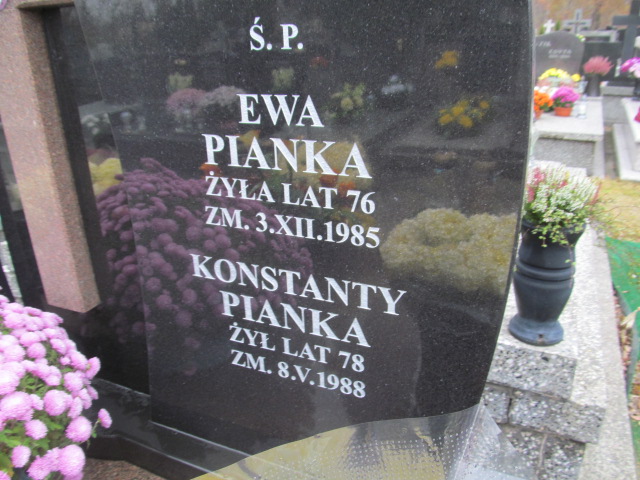 Ś. P.
EWA
PIANKA
ŻYŁA LAT 76
ZM. 3.XII.1985
KONSTANTY
PIANKA
ŻYŁ LAT 78
ZM. 8.V.1988